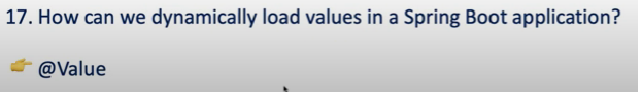 17. How can we dynamically load values in a Spring Boot application?
👉 @Value